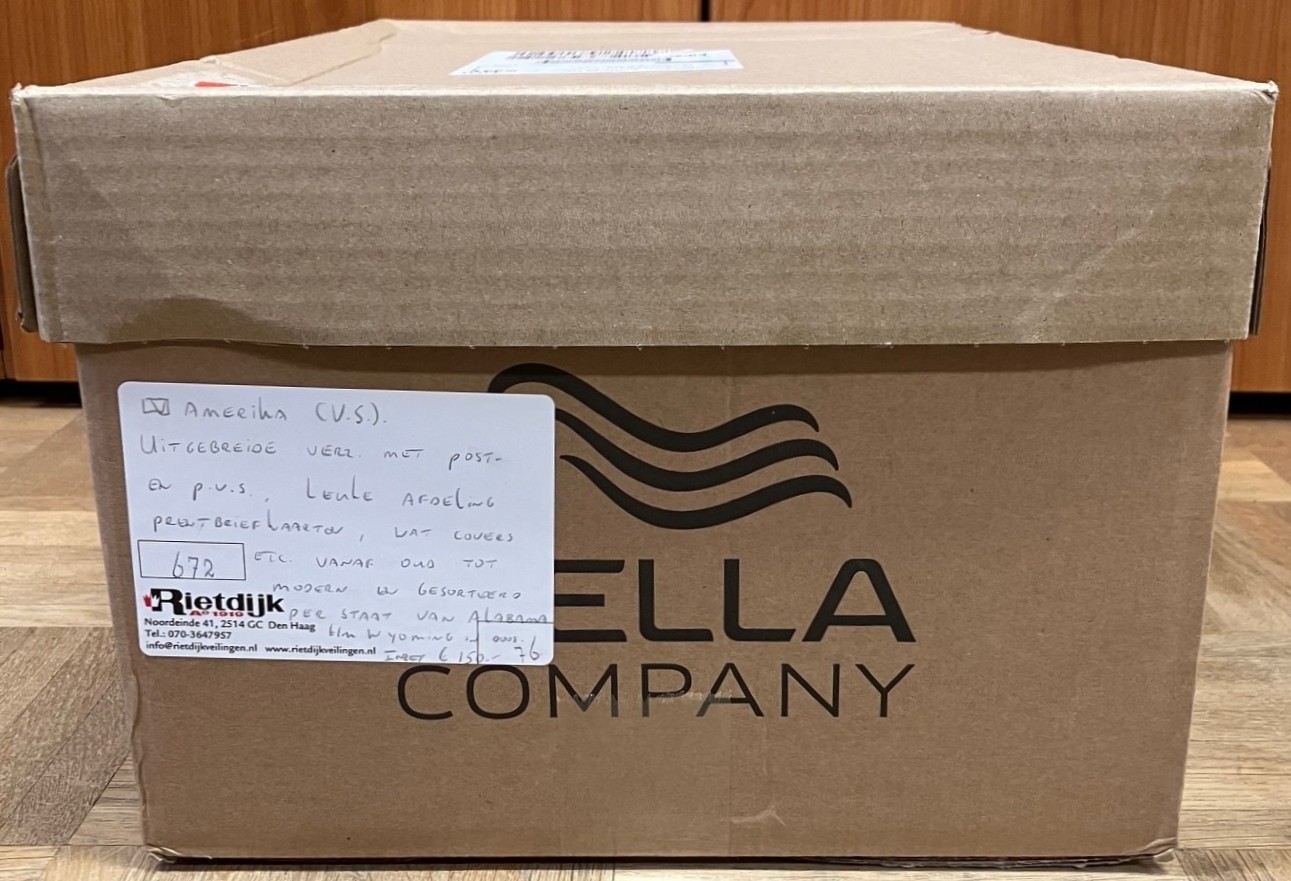 Amerika (V.S.).
Uitgebreide verz. met post-
en p.w.s., leuke afdeling
prentbriefkaarten, wat covers
672 etc. vanaf oud tot
modern en gesorteerd
Rietdijk per staat van Alabama
A° 1919
Noordeinde 41, 2514 GC Den Haag
t/m Wyoming in doos.
Tel.: 070-3647957
Inzet € 150.- 76
info@rietdijkveilingen.nl www.rietdijkveilingen.nl
ELLA
COMPANY